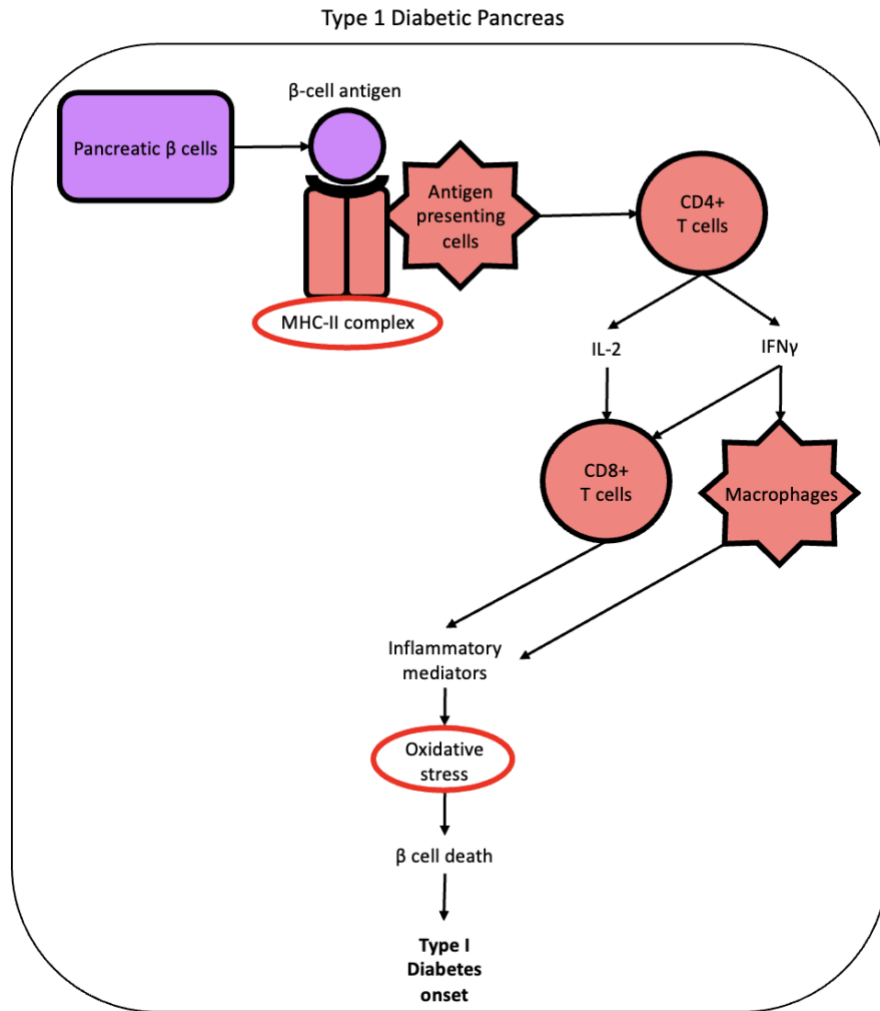 Type 1 Diabetic Pancreas
β-cell antigen
Pancreatic β cells
Antigen
presenting
cells
CD4+
T cells
MHC-II complex
IL-2
IFNγ
CD8+
T cells
Macrophages
Inflammatory
mediators
Oxidative
stress
β cell death
Type I
Diabetes
onset